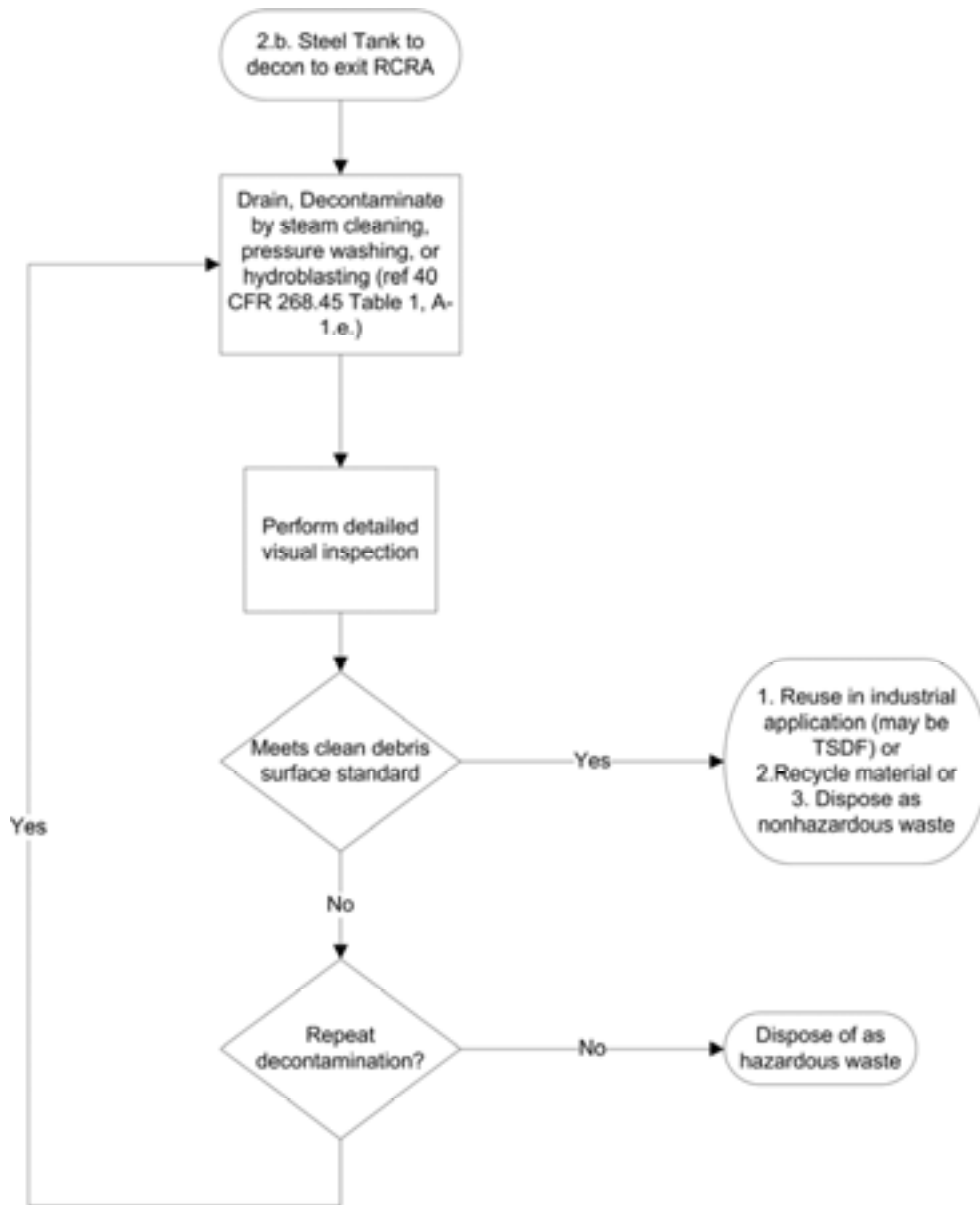 2.b. Steel Tank to
decon to exit RCRA
Drain, Decontaminate
by steam cleaning,
pressure washing, or
hydroblasting (ref 40
CFR 268.45 Table 1, A-
1.e.)
Perform detailed
visual inspection
Meets clean debris
surface standard
Yes
1. Reuse in industrial
application (may be
TSDF) or
2.Recycle material or
3. Dispose as
nonhazardous waste
Yes
No
Repeat
decontamination?
No
Dispose of as
hazardous waste